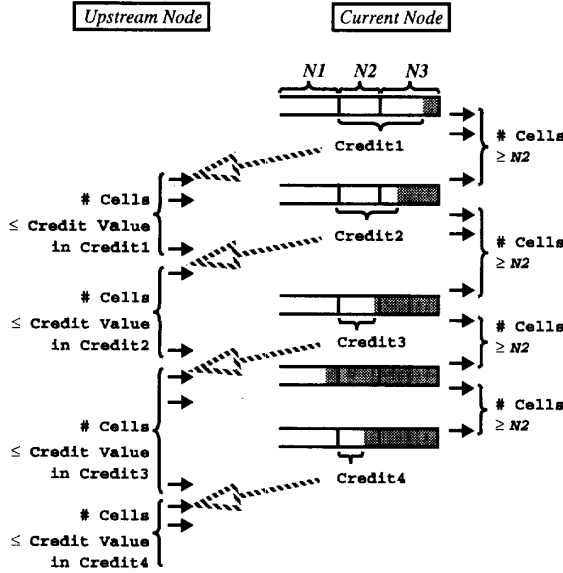 Upstream Node
Current Node
N1 N2 N3
Credit1
# Cells
≥ N2
# Cells
≤ Credit Value
in Credit1
Credit2
# Cells
≥ N2
# Cells
≤ Credit Value
in Credit2
Credit3
# Cells
≥ N2
# Cells
≤ Credit Value
in Credit3
# Cells
≥ N2
Credit4
# Cells
≤ Credit Value
in Credit4